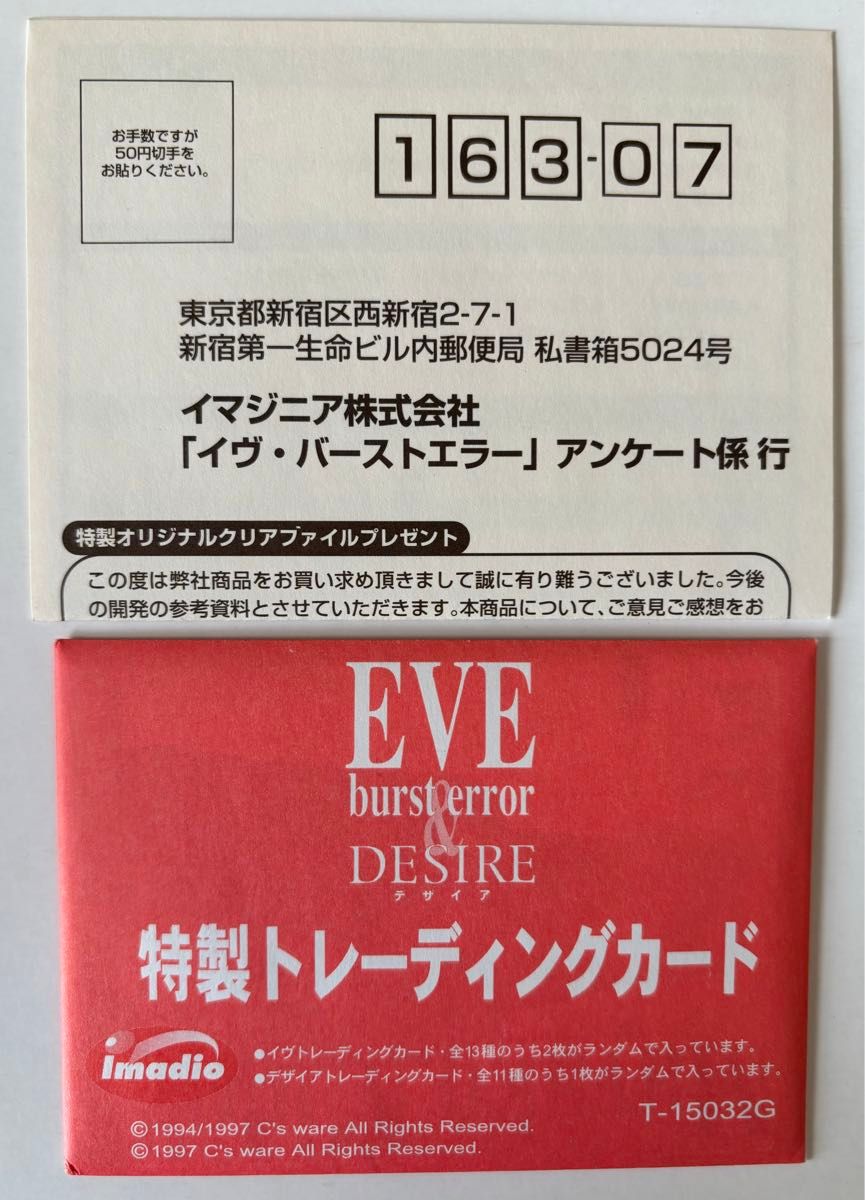 お手数ですが
50円切手を
お貼りください。
163-07
東京都新宿区西新宿2-7-1
新宿第一生命ビル内郵便局 私書箱5024号
イマジニア株式会社
「イヴ・バーストエラー」アンケート係 行
特製オリジナルクリアファイルプレゼント
この度は弊社商品をお買い求め頂きまして誠に有り難うございました。今後
の開発の参考資料とさせていただきます。本商品について、ご意見ご感想をお
EVE
burst error
&
DESIRE
デザイア
特製トレーディングカード
imadio
●イヴトレーディングカード・全13種のうち2枚がランダムで入っています。
●デザイアトレーディングカード・全11種のうち1枚がランダムで入っています。
T-15032G
©1994/1997 C's ware All Rights Reserved.
©1997 C's ware All Rights Reserved.